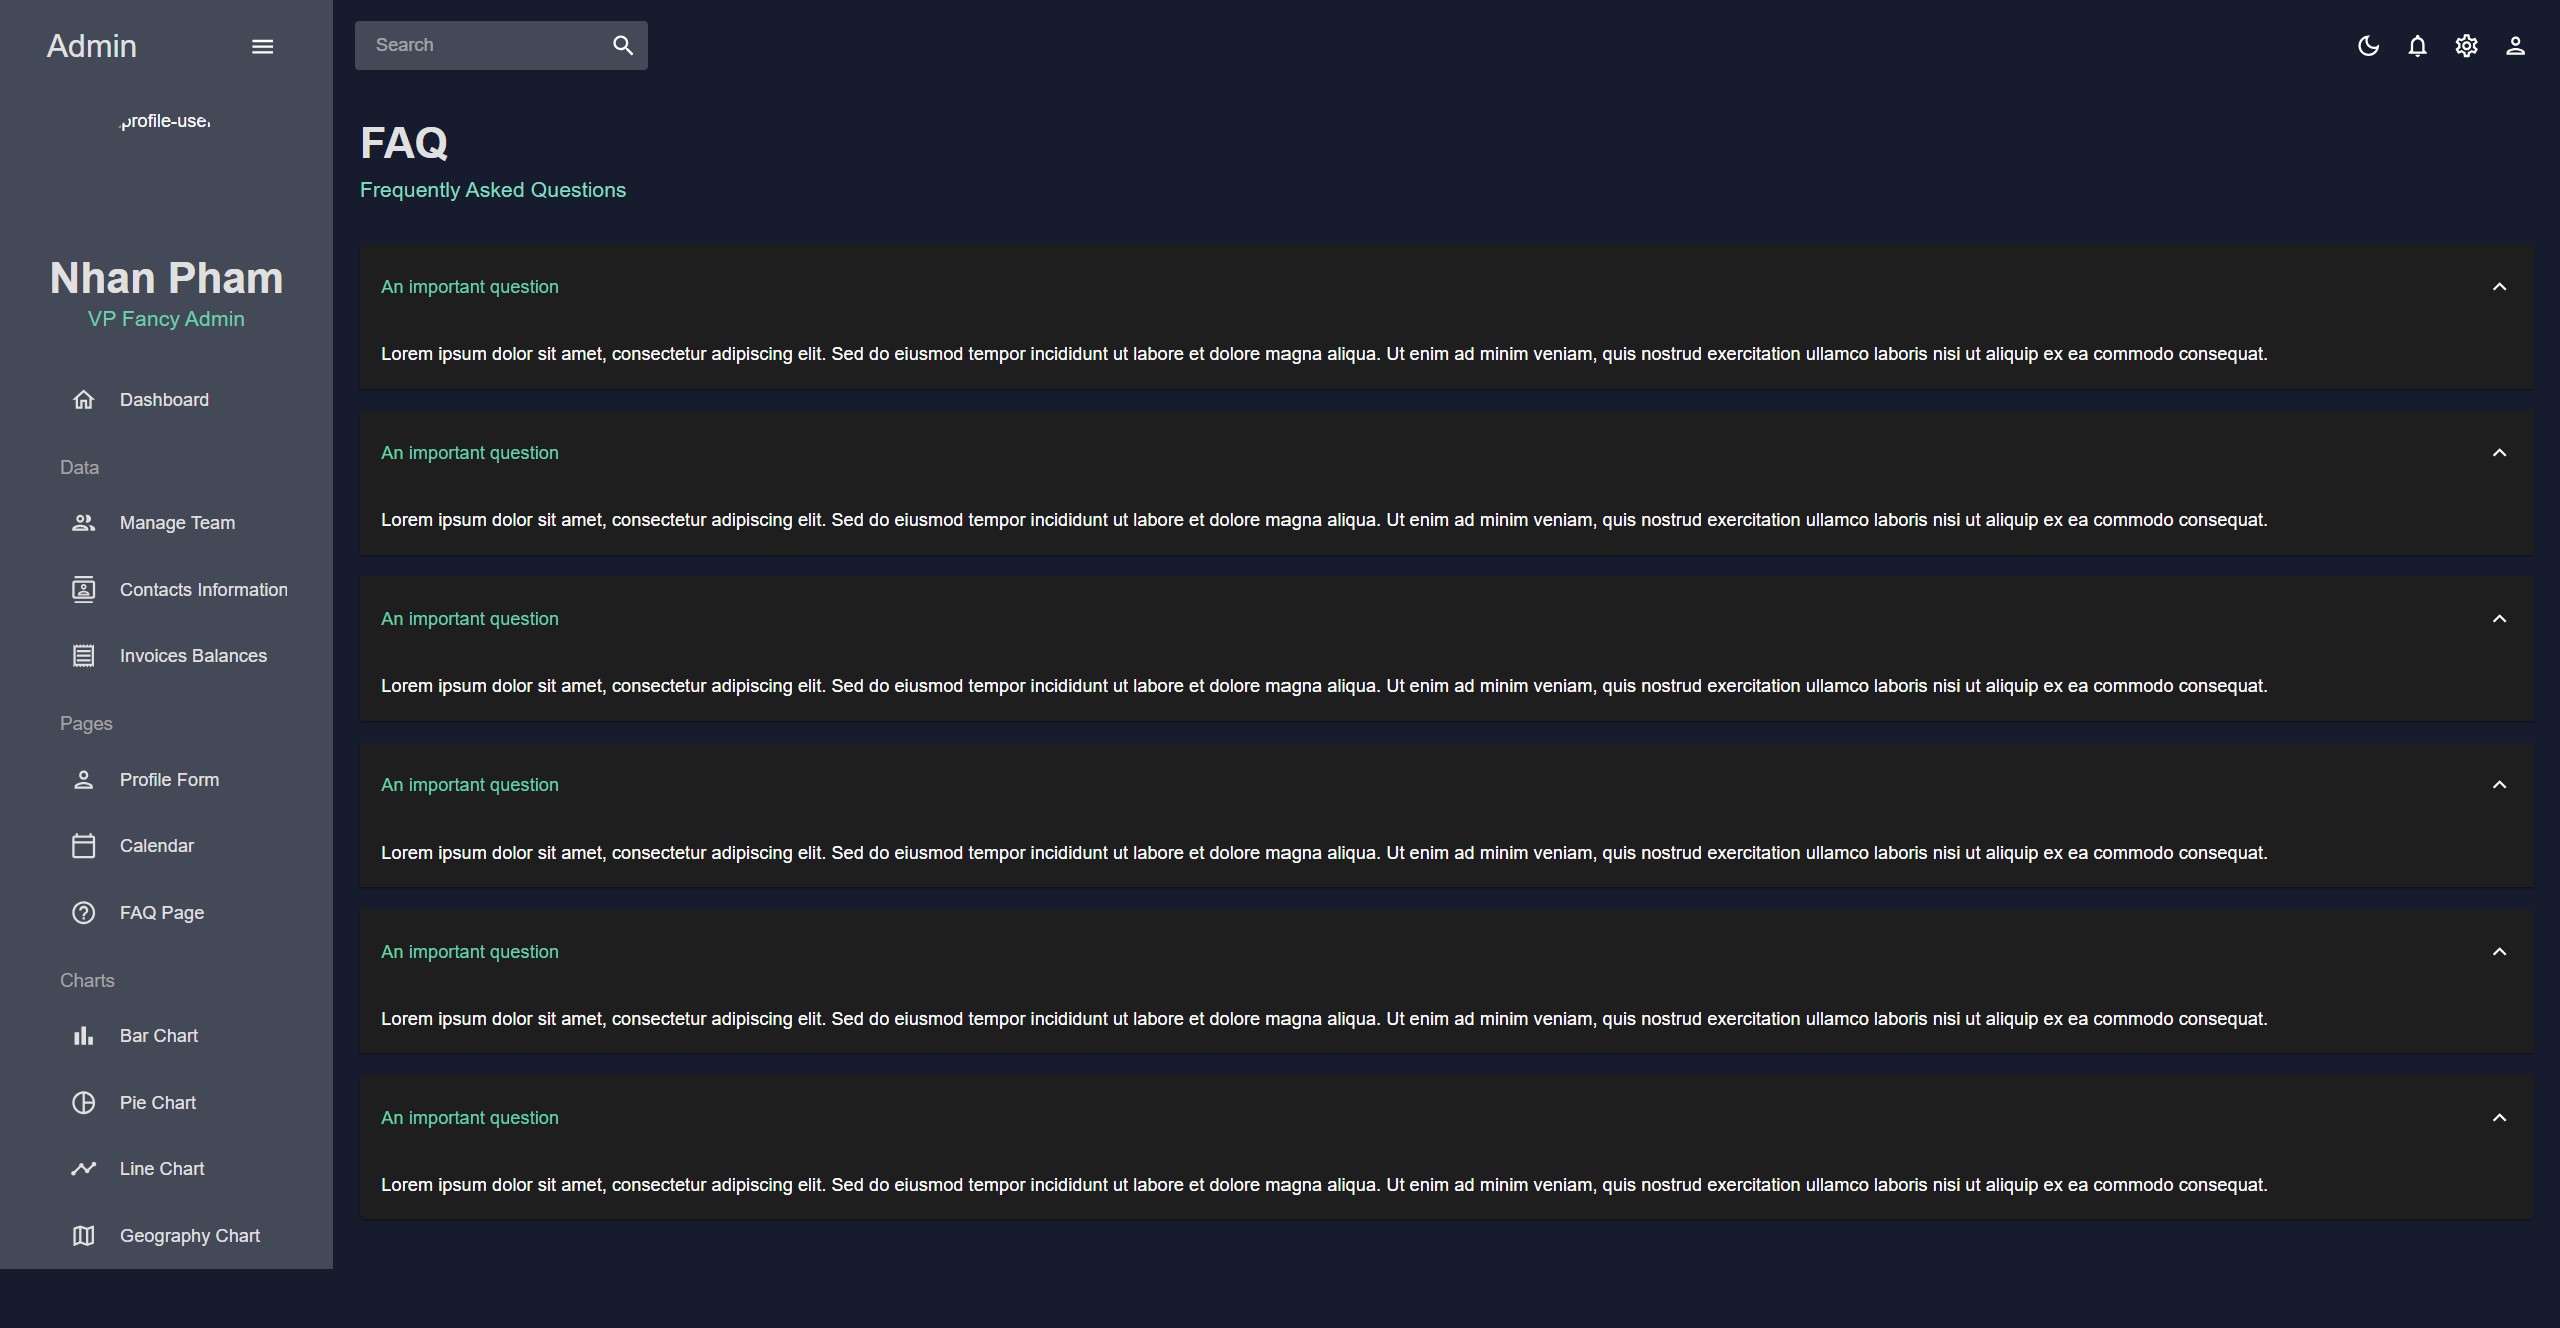 Admin
profile-user
Nhan Pham
VP Fancy Admin
Dashboard
Data
Manage Team
Contacts Information
Invoices Balances
Pages
Profile Form
Calendar
FAQ Page
Charts
Bar Chart
Pie Chart
Line Chart
Geography Chart
Search
FAQ
Frequently Asked Questions
An important question
Lorem ipsum dolor sit amet, consectetur adipiscing elit. Sed do eiusmod tempor incididunt ut labore et dolore magna aliqua. Ut enim ad minim veniam, quis nostrud exercitation ullamco laboris nisi ut aliquip ex ea commodo consequat.
An important question
Lorem ipsum dolor sit amet, consectetur adipiscing elit. Sed do eiusmod tempor incididunt ut labore et dolore magna aliqua. Ut enim ad minim veniam, quis nostrud exercitation ullamco laboris nisi ut aliquip ex ea commodo consequat.
An important question
Lorem ipsum dolor sit amet, consectetur adipiscing elit. Sed do eiusmod tempor incididunt ut labore et dolore magna aliqua. Ut enim ad minim veniam, quis nostrud exercitation ullamco laboris nisi ut aliquip ex ea commodo consequat.
An important question
Lorem ipsum dolor sit amet, consectetur adipiscing elit. Sed do eiusmod tempor incididunt ut labore et dolore magna aliqua. Ut enim ad minim veniam, quis nostrud exercitation ullamco laboris nisi ut aliquip ex ea commodo consequat.
An important question
Lorem ipsum dolor sit amet, consectetur adipiscing elit. Sed do eiusmod tempor incididunt ut labore et dolore magna aliqua. Ut enim ad minim veniam, quis nostrud exercitation ullamco laboris nisi ut aliquip ex ea commodo consequat.
An important question
Lorem ipsum dolor sit amet, consectetur adipiscing elit. Sed do eiusmod tempor incididunt ut labore et dolore magna aliqua. Ut enim ad minim veniam, quis nostrud exercitation ullamco laboris nisi ut aliquip ex ea commodo consequat.